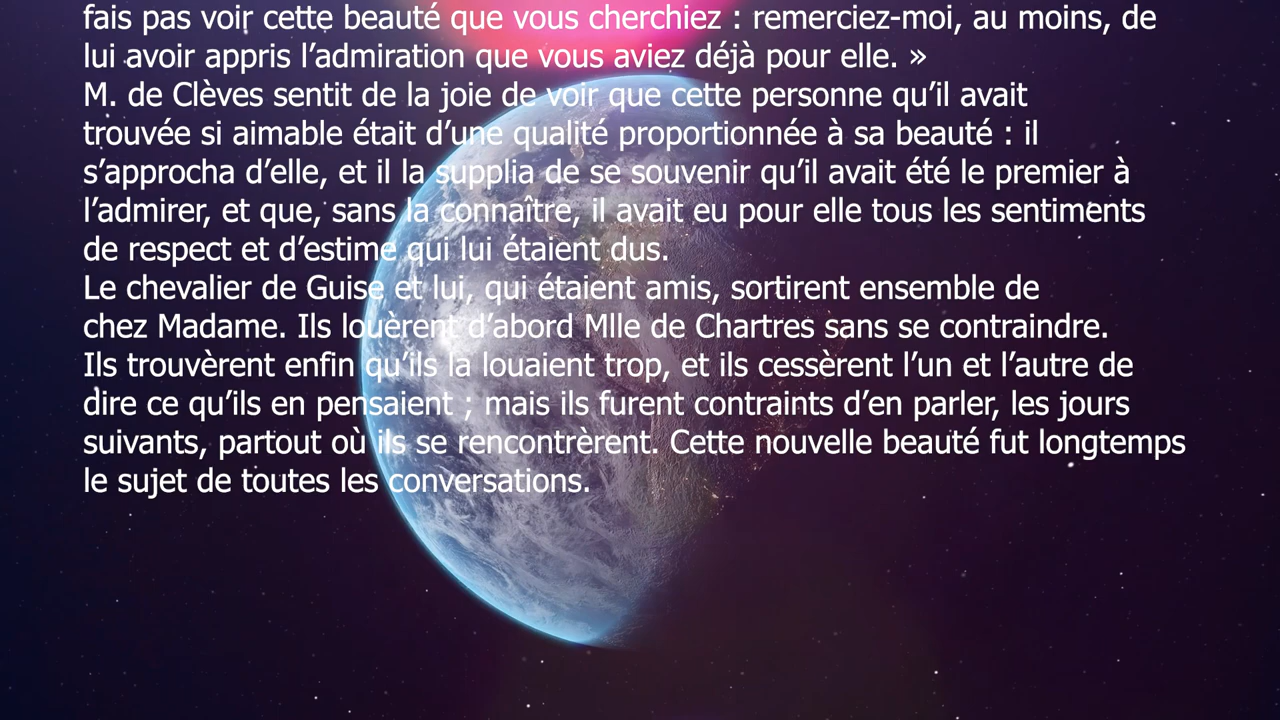 fais pas voir cette beauté que vous cherchiez : remerciez-moi, au moins, de
lui avoir appris l’admiration que vous aviez déjà pour elle. »
M. de Clèves sentit de la joie de voir que cette personne qu’il avait
trouvée si aimable était d’une qualité proportionnée à sa beauté : il
s’approcha d’elle, et il la supplia de se souvenir qu’il avait été le premier à
l’admirer, et que, sans la connaître, il avait eu pour elle tous les sentiments
de respect et d’estime qui lui étaient dus.
Le chevalier de Guise et lui, qui étaient amis, sortirent ensemble de
chez Madame. Ils louèrent d’abord Mlle de Chartres sans se contraindre.
Ils trouvèrent enfin qu’ils la louaient trop, et ils cessèrent l’un et l’autre de
dire ce qu’ils en pensaient ; mais ils furent contraints d’en parler, les jours
suivants, partout où ils se rencontrèrent. Cette nouvelle beauté fut longtemps
le sujet de toutes les conversations.